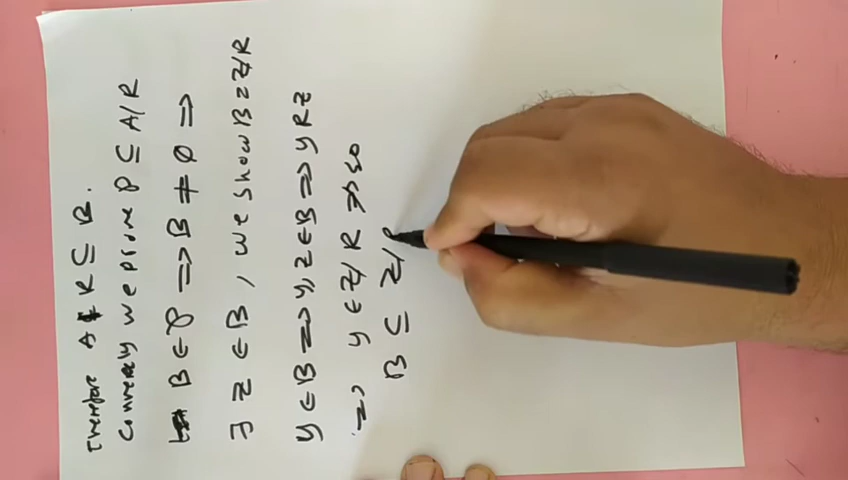 therefore A/R ⊆ B.
Conversely we prove P ⊆ A/R
B ∈ P ⇒ B ≠ Ø ⇒
∃ z ∈ B, we show B = z/R
y ∈ B ⇒ y, z ∈ B ⇒ y R z
⇒ y ∈ z/R ⇒ so
B ⊆ z/R